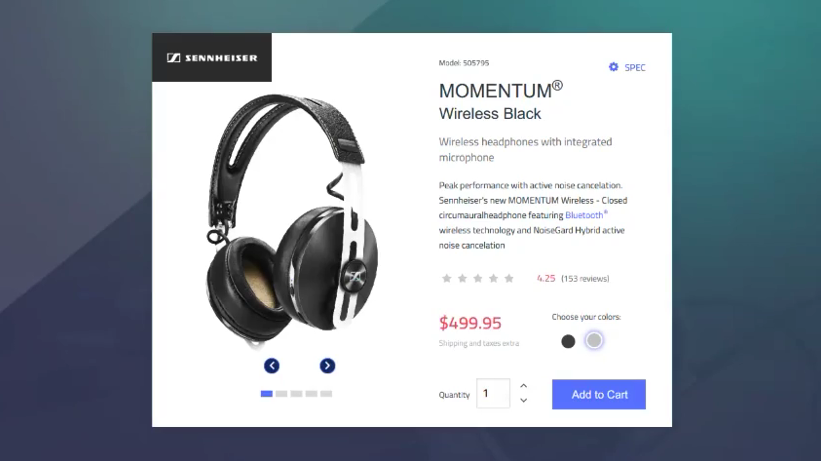 SENNHEISER
Model: 505795
SPEC
MOMENTUM®
Wireless Black
Wireless headphones with integrated
microphone
Peak performance with active noise cancelation.
Sennheiser's new MOMENTUM Wireless - Closed
circumauralheadphone featuring Bluetooth®
wireless technology and NoiseGard Hybrid active
noise cancelation
4.25 (153 reviews)
$499.95
Choose your colors:
Shipping and taxes extra
Quantity 1
Add to Cart